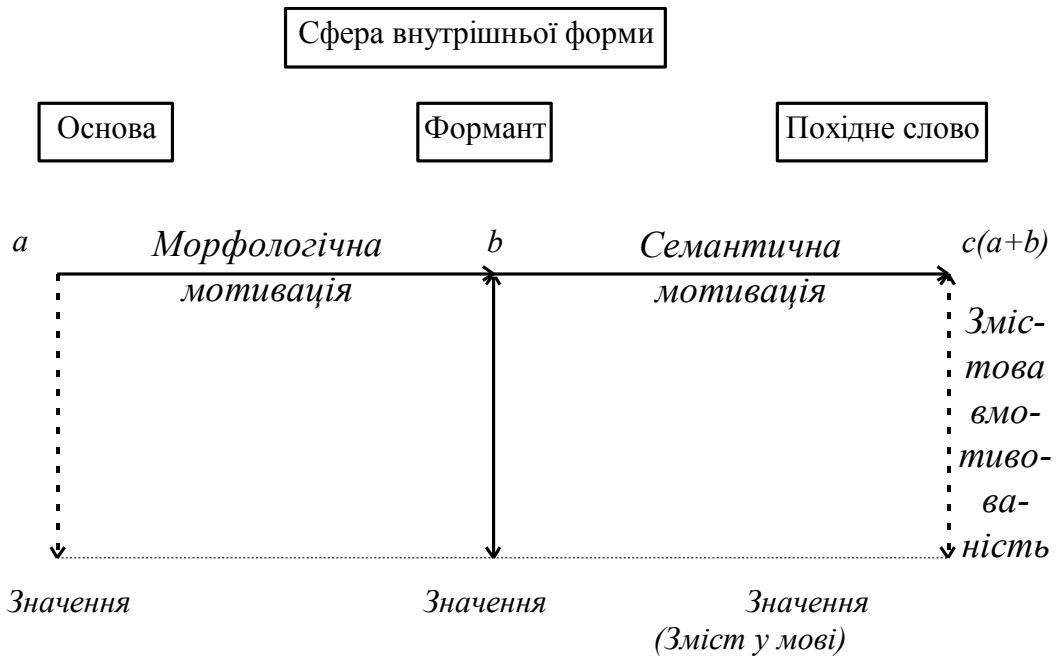 Сфера внутрішньої форми
Основа
Формант
Похідне слово
a
Морфологічна
мотивація
b
Семантична
мотивація
c(a+b)
Зміс-
това
вмо-
тиво-
ва-
ність
Значення
Значення
Значення
(Зміст у мові)